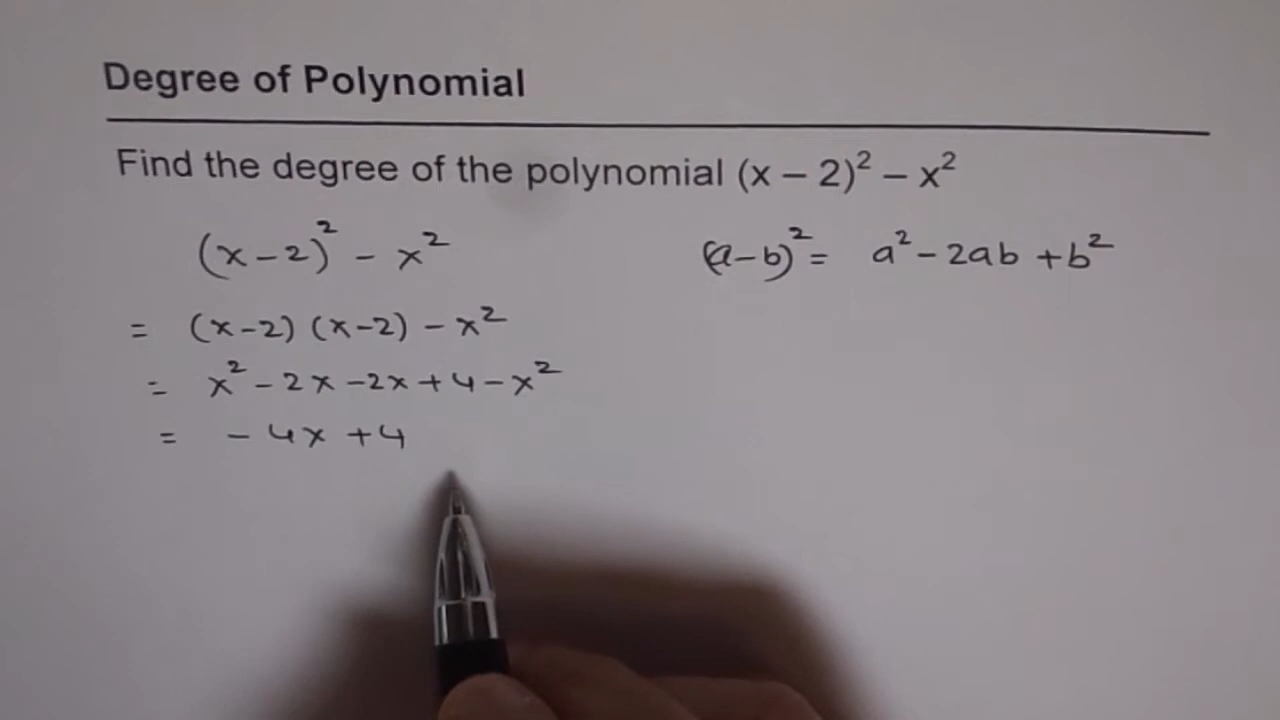 Degree of Polynomial
Find the degree of the polynomial (x – 2)² – x²
(x-2)² - x²
(a-b)² = a² - 2ab + b²
= (x-2) (x-2) - x²
= x² - 2x - 2x + 4 - x²
= - 4x + 4